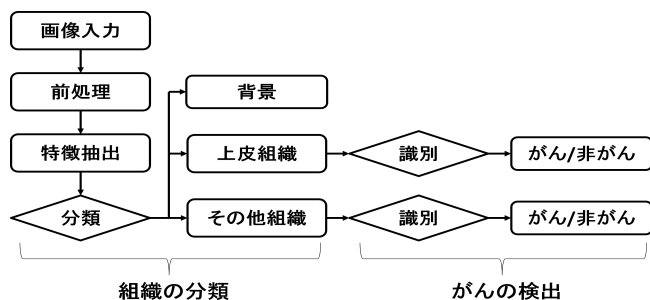 画像入力
前処理
特徴抽出
分類
背景
上皮組織
識別
がん/非がん
その他組織
識別
がん/非がん
組織の分類
がんの検出